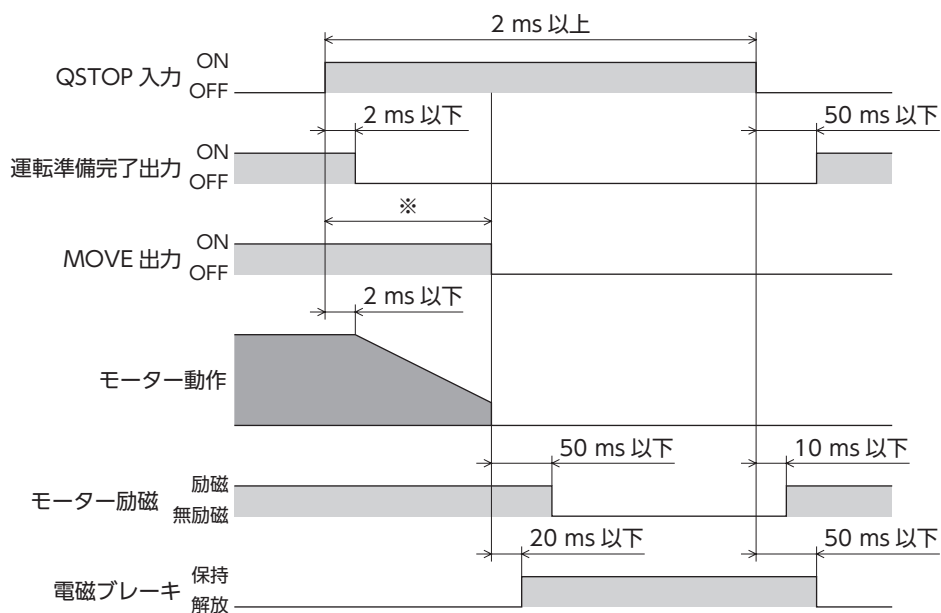 2 ms 以上
QSTOP 入力
ON
OFF
2 ms 以下
50 ms 以下
運転準備完了出力
ON
OFF
※
MOVE 出力
ON
OFF
2 ms 以下
モーター動作
50 ms 以下
10 ms 以下
モーター励磁
励磁
無励磁
20 ms 以下
50 ms 以下
電磁ブレーキ
保持
解放